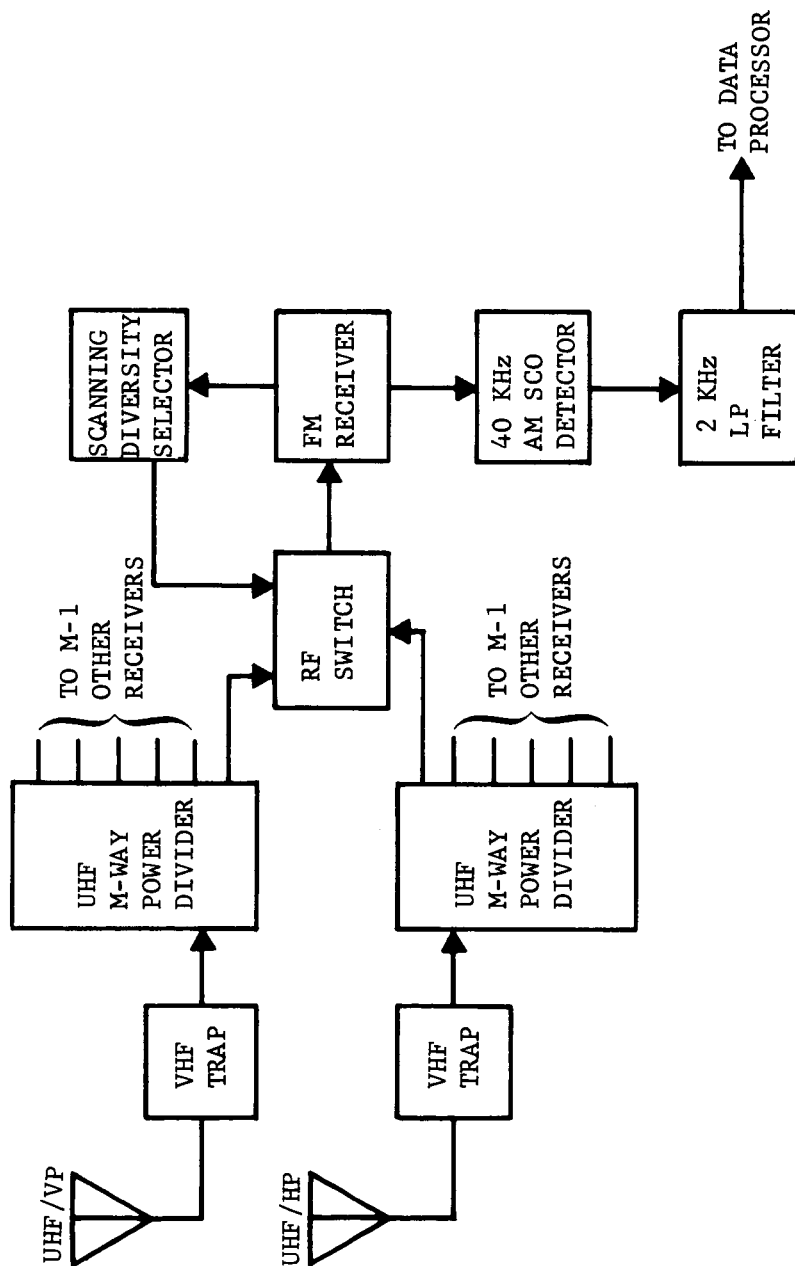 UHF/VP
VHF
TRAP
UHF
M-WAY
POWER
DIVIDER
TO M-1
OTHER
RECEIVERS
SCANNING
DIVERSITY
SELECTOR
RF
SWITCH
FM
RECEIVER
UHF/HP
VHF
TRAP
UHF
M-WAY
POWER
DIVIDER
TO M-1
OTHER
RECEIVERS
40 KHz
AM SCO
DETECTOR
2 KHz
LP
FILTER
TO DATA
PROCESSOR